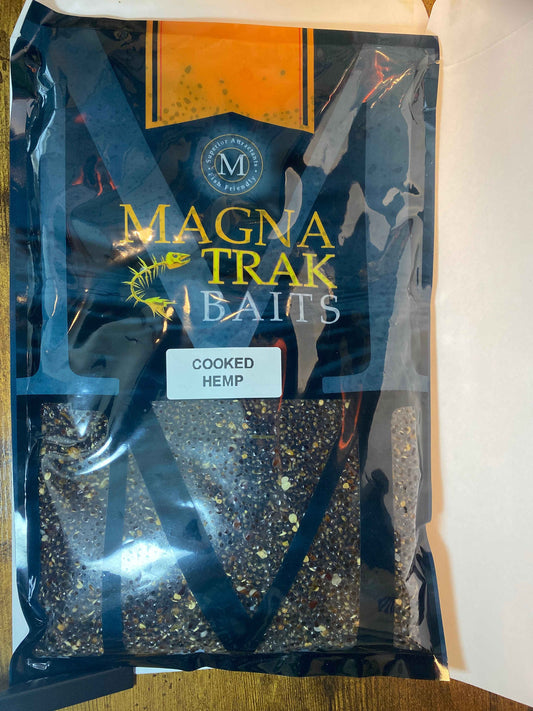 Superior Attractants
M
Fish Friendly
MAGNA
TRAK
BAITS
COOKED
HEMP